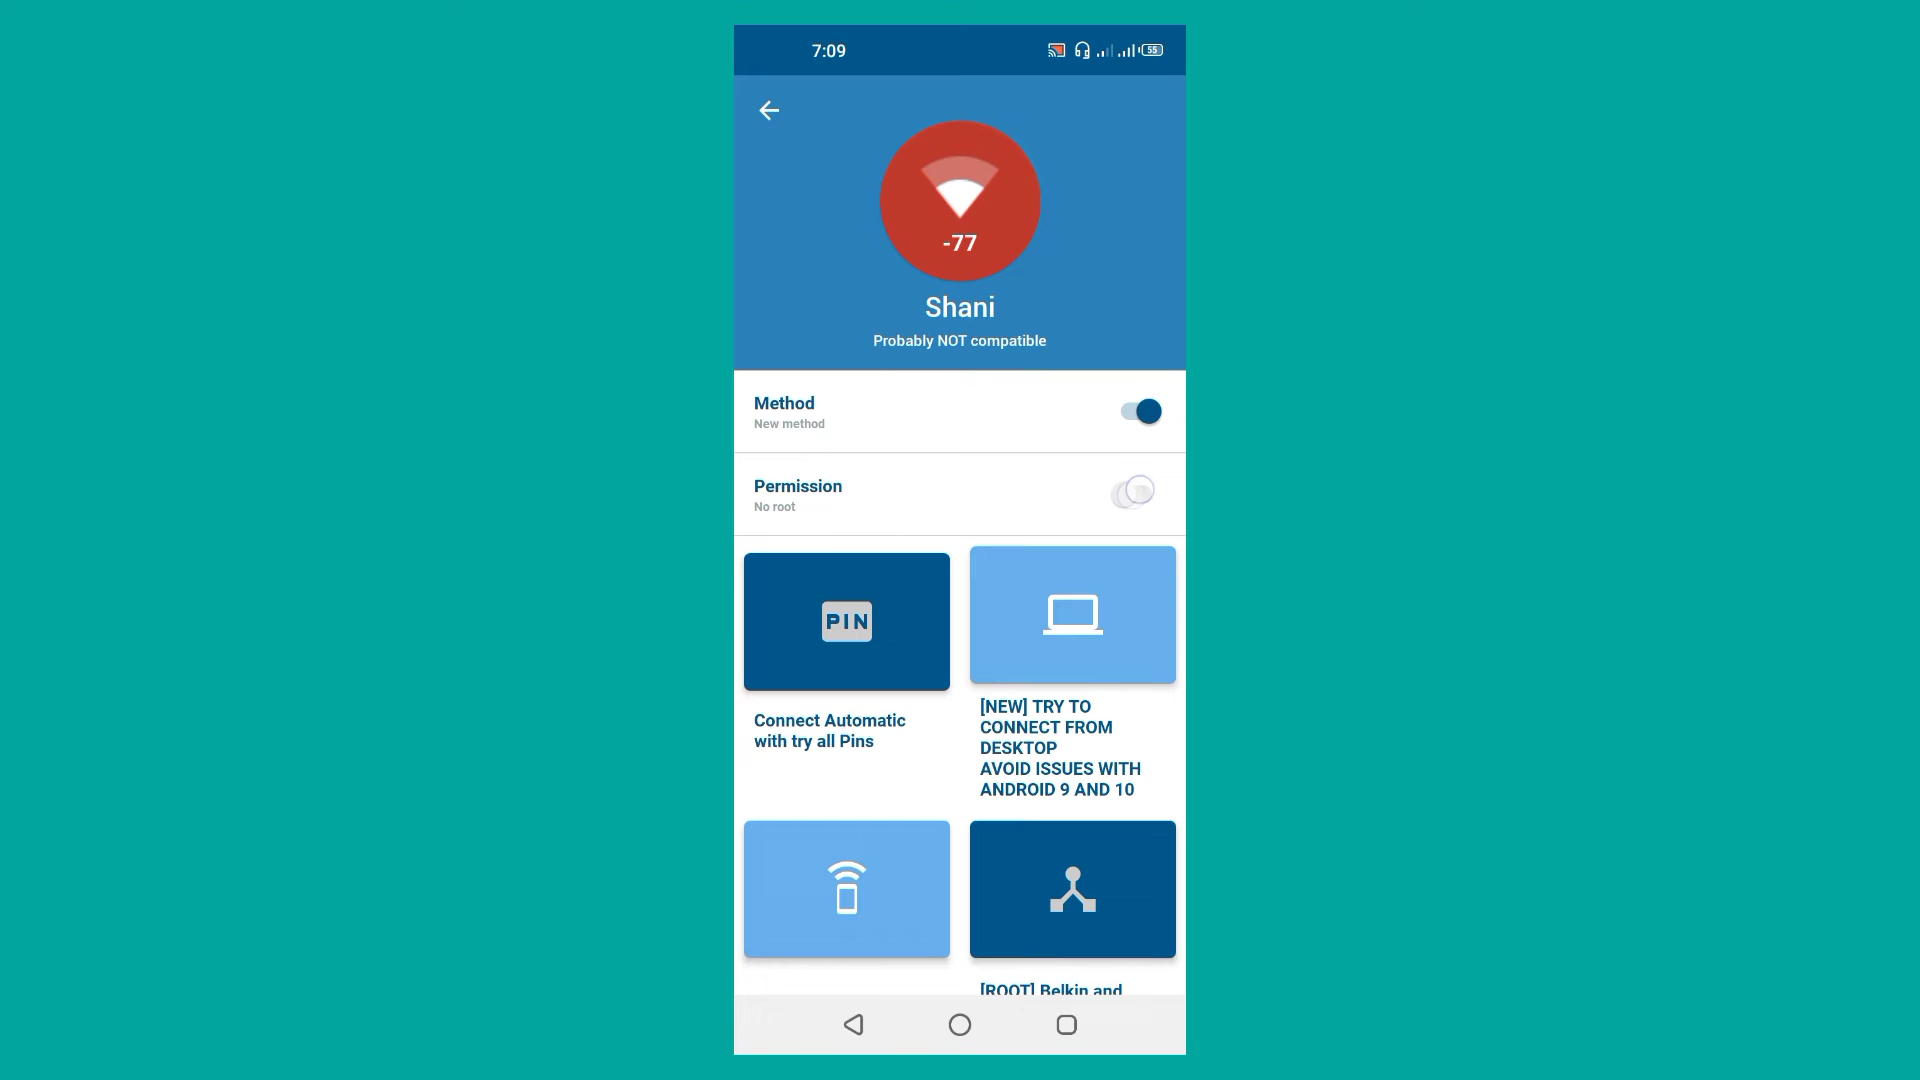 7:09
55
-77
Shani
Probably NOT compatible
Method
New method
Permission
No root
PIN
Connect Automatic
with try all Pins
[NEW] TRY TO
CONNECT FROM
DESKTOP
AVOID ISSUES WITH
ANDROID 9 AND 10
[ROOT] Belkin and